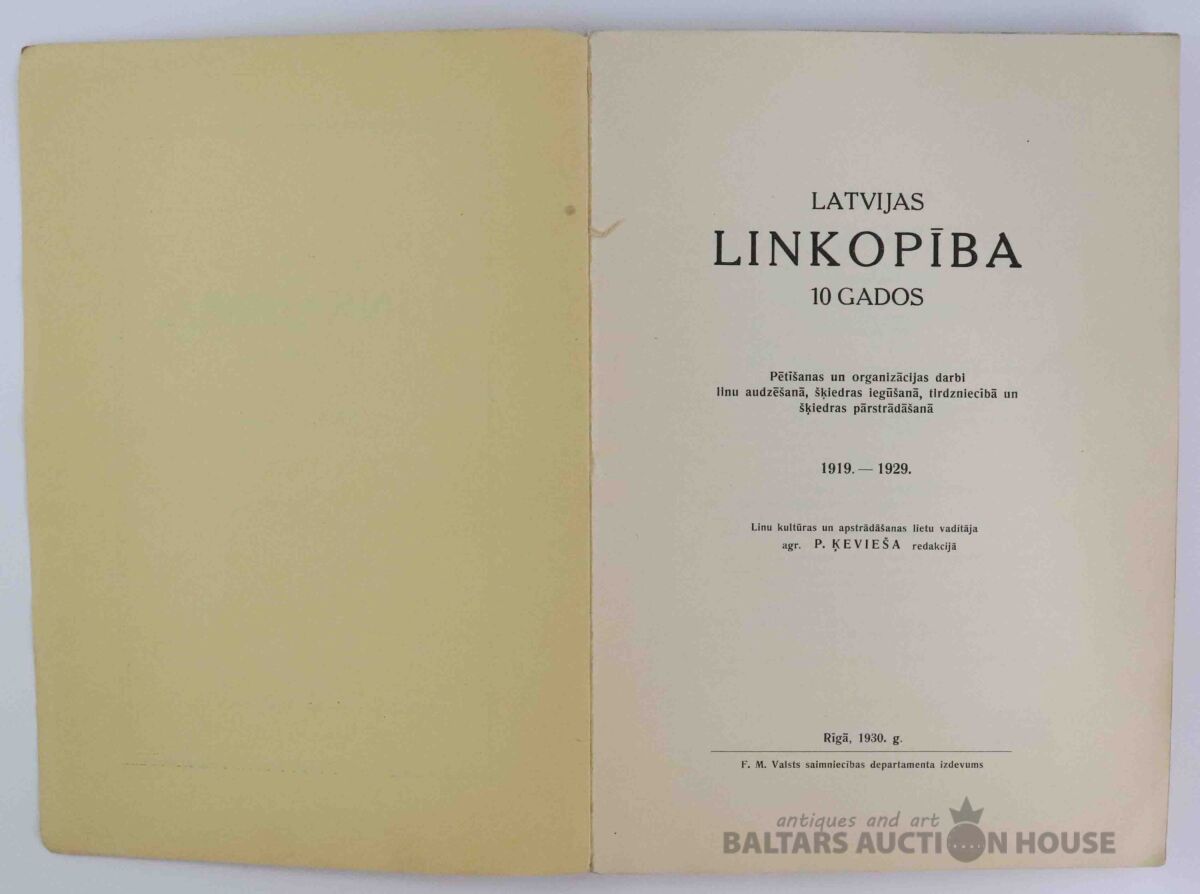 LATVIJAS
LINKOPĪBA
10 GADOS
Pētīšanas un organizācijas darbi
linu audzēšanā, šķiedras iegūšanā, tirdzniecībā un
šķiedras pārstrādāšanā
1919. — 1929.
Linu kultūras un apstrādāšanas lietu vadītāja
agr. P. ĶEVIEŠA redakcijā
Rīgā, 1930. g.
F. M. Valsts saimniecības departamenta izdevums
antiques and art
BALTARS AUCTION HOUSE